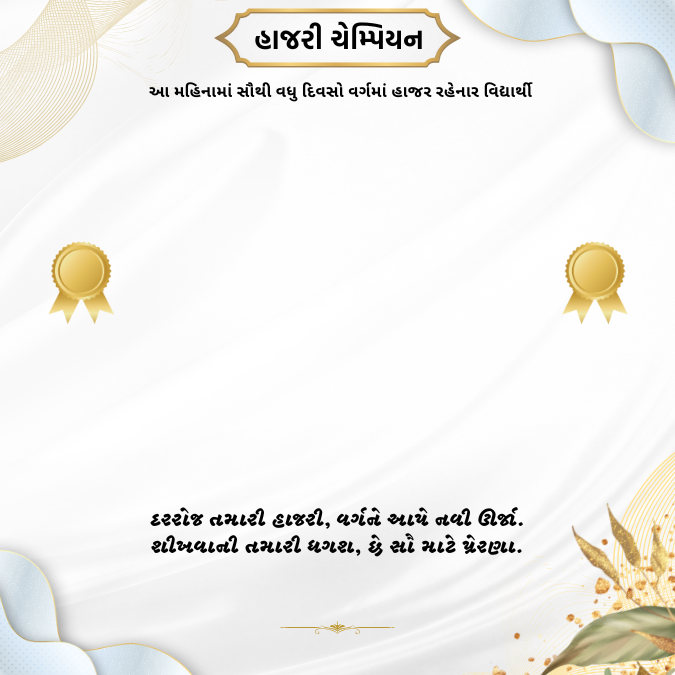 હાજરી ચેમ્પિયન
આ મહિનામાં સૌથી વધુ દિવસો વર્ગમાં હાજર રહેનાર વિદ્યાર્થી
દરરોજ તમારી હાજરી, વર્ગને આપે નવી ઊર્જા.
શીખવાની તમારી ધગશ, છે સૌ માટે પ્રેરણા.